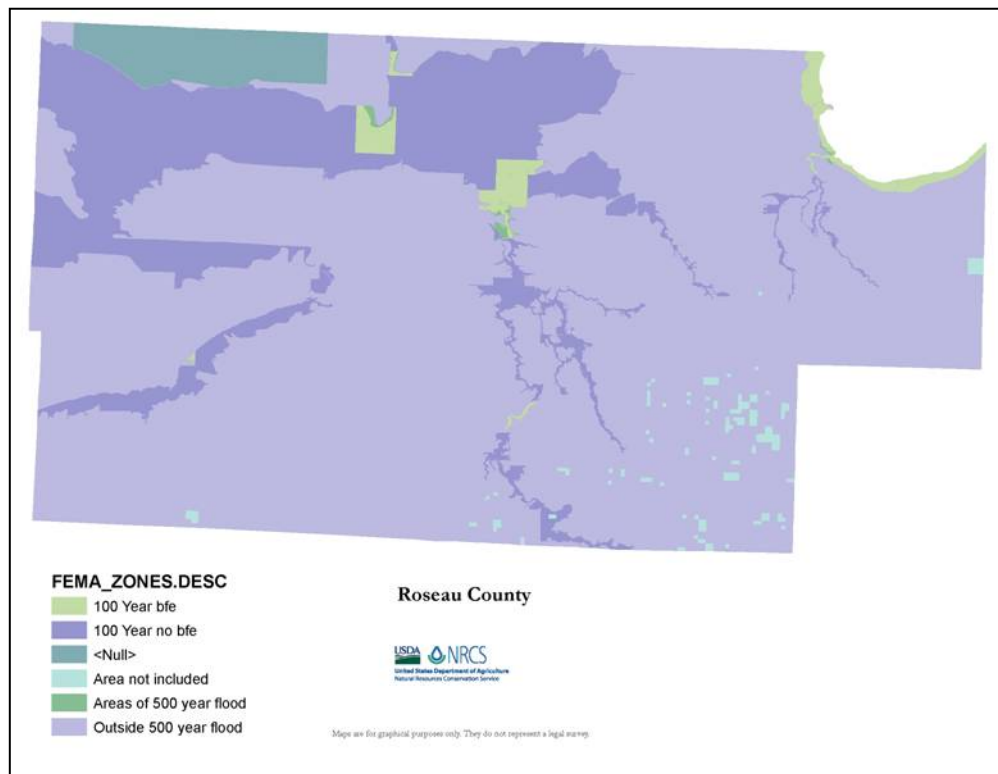 FEMA_ZONES.DESC
100 Year bfe
100 Year no bfe
<Null>
Area not included
Areas of 500 year flood
Outside 500 year flood
Roseau County
USDA NRCS
United States Department of Agriculture
Natural Resources Conservation Service
Maps are for graphical purposes only. They do not represent a legal survey.